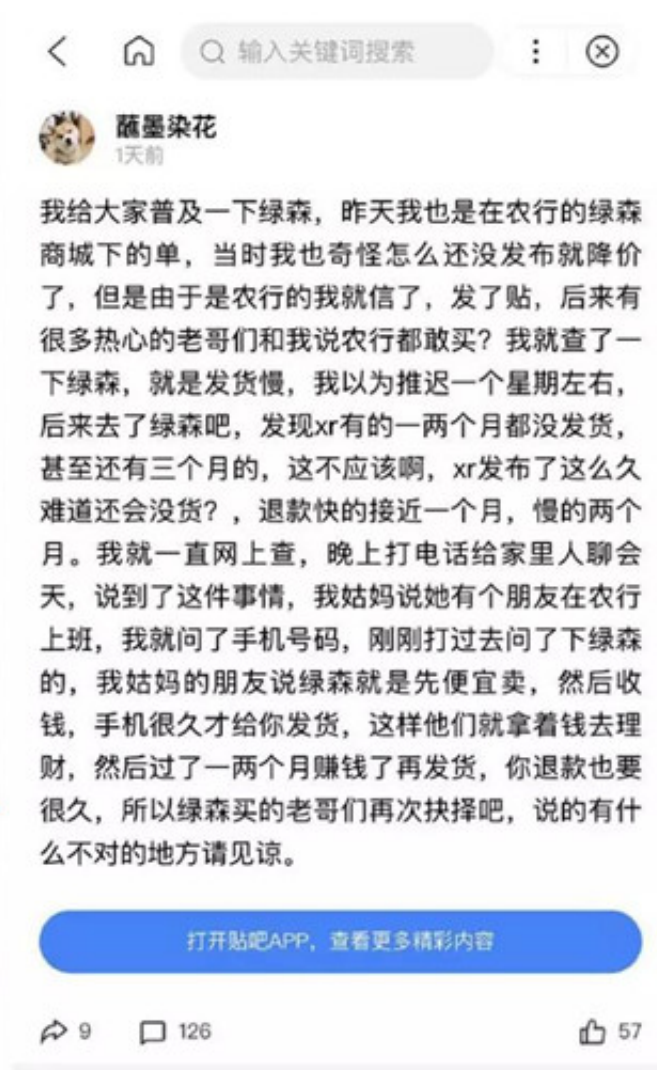 输入关键词搜索
蘸墨染花
1天前
我给大家普及一下绿森，昨天我也是在农行的绿森
商城下的单，当时我也奇怪怎么还没发布就降价
了，但是由于是农行的我就信了，发了贴，后来有
很多热心的老哥们和我说农行都敢买？我就查了一
下绿森，就是发货慢，我以为推迟一个星期左右，
后来去了绿森吧，发现xr有的一两个月都没发货，
甚至还有三个月的，这不应该啊，xr发布了这么久
难道还会没货？，退款快的接近一个月，慢的两个
月。我就一直网上查，晚上打电话给家里人聊会
天，说到了这件事情，我姑妈说她有个朋友在农行
上班，我就问了手机号码，刚刚打过去问了下绿森
的，我姑妈的朋友说绿森就是先便宜卖，然后收
钱，手机很久才给你发货，这样他们就拿着钱去理
财，然后过了一两个月赚钱了再发货，你退款也要
很久，所以绿森买的老哥们再次抉择吧，说的有什
么不对的地方请见谅。
打开贴吧APP，查看更多精彩内容
9 126 57